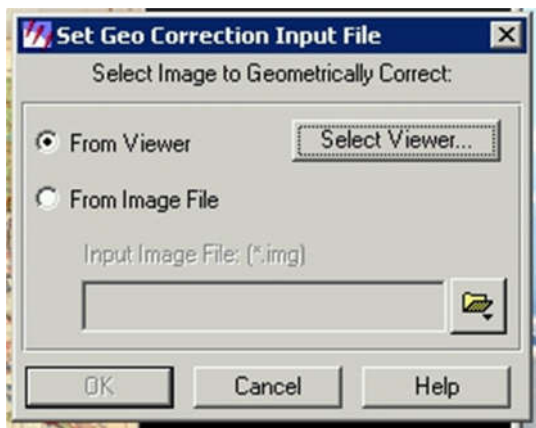 Set Geo Correction Input File
Select Image to Geometrically Correct:
From Viewer
Select Viewer...
From Image File
Input Image File: (*.img)
OK
Cancel
Help